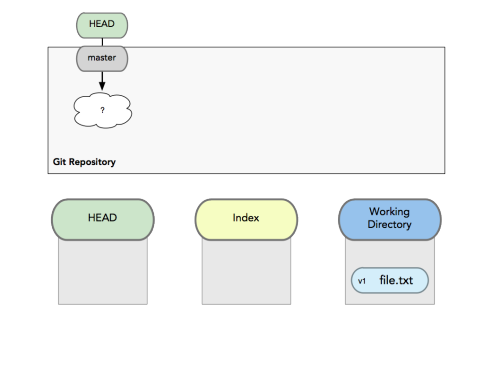 HEAD
master
?
Git Repository
HEAD
Index
Working
Directory
v1 file.txt